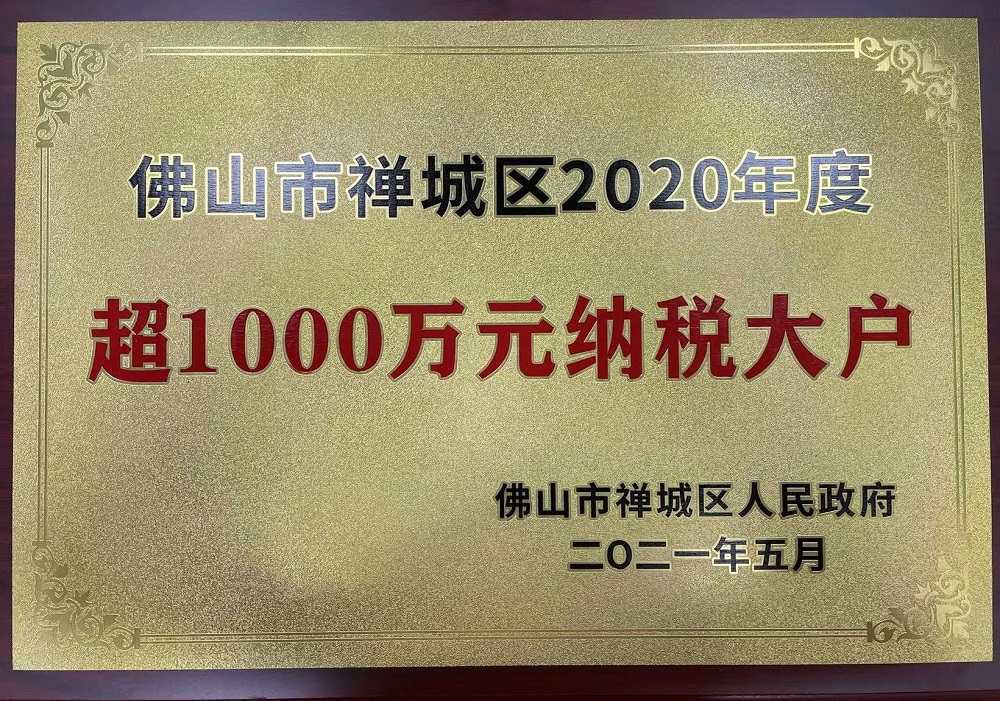 佛山市禅城区2020年度
超1000万元纳税大户
佛山市禅城区人民政府
二〇二一年五月